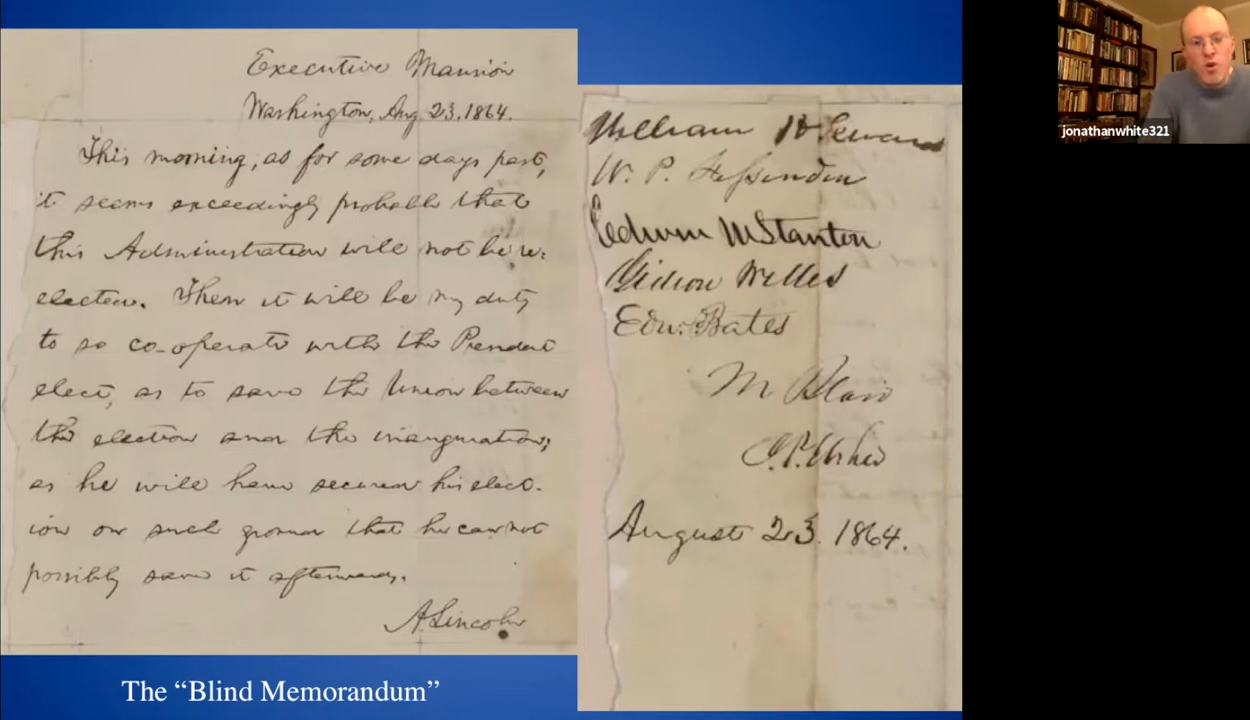 Executive Mansion
Washington, Aug 23, 1864.
This morning, as for some days past,
it seems exceedingly probable that
this Administration will not be re-
elected. Then it will be my duty
to so co-operate with the President
elect, as to save the Union between
the election and the inauguration;
as he will have secured his elect-
ion on such ground that he can not
possibly save it afterwards.
A. Lincoln
William H Seward
W. P. Fessenden
Edwin M Stanton
Gideon Welles
Edw. Bates
M Blair
J. P. Usher
August 23. 1864.
The “Blind Memorandum”
jonathanwhite321